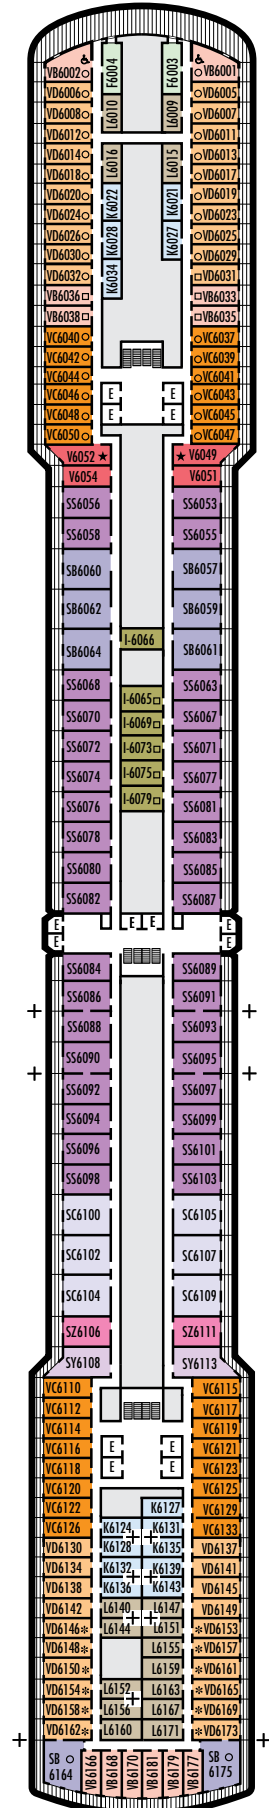 VB6002 F6004 F6003 VB6001
VD6006 L6010 L6009 VD6005
VD6008 VD6007
VD6012 VD6011
VD6014 L6016 L6015 VD6013
VD6018 VD6017
VD6020 K6022 K6021 VD6019
VD6024 VD6023
VD6026 K6028 K6027 VD6025
VD6030 VD6029
VD6032 K6034 VD6031
VB6036 VB6033
VB6038 VB6035
VC6040 VC6037
VC6042 VC6039
VC6044 VC6041
VC6046 E E VC6043
VC6048 E E VC6045
VC6050 VC6047
V6052 V6049
V6054 V6051
SS6056 SS6053
SS6058 SS6055
SB6060 SB6057
SB6062 SB6059
SB6064 I-6066 SB6061
SS6068 I-6065 SS6063
SS6070 I-6069 SS6067
SS6072 I-6073 SS6071
SS6074 I-6075 SS6077
SS6076 I-6079 SS6081
SS6078 SS6083
SS6080 SS6085
SS6082 SS6087
E E E E
E E
SS6084 SS6089
SS6086 SS6091
SS6088 SS6093
SS6090 SS6095
SS6092 SS6097
SS6094 SS6099
SS6096 SS6101
SS6098 SS6103
SC6100 SC6105
SC6102 SC6107
SC6104 SC6109
SZ6106 SZ6111
SY6108 SY6113
VC6110 VC6115
VC6112 VC6117
VC6114 VC6119
VC6116 E E VC6121
VC6118 E E VC6123
VC6120 VC6125
VC6122 K6127 VC6129
VC6126 K6124 K6131 VC6133
VD6130 K6128 K6135 VD6137
VD6134 K6132 K6139 VD6141
VD6138 K6136 K6143 VD6145
VD6142 L6140 L6147 VD6149
VD6146 L6144 L6151 VD6153
VD6148 L6155 VD6157
VD6150 L6159 VD6161
VD6154 L6152 L6163 VD6165
VD6158 L6156 L6167 VD6169
VD6162 L6160 L6171 VD6173
SB
6164
VB6166 VB6168 VB6170 VB6181 VB6179 VB6177
SB
6175